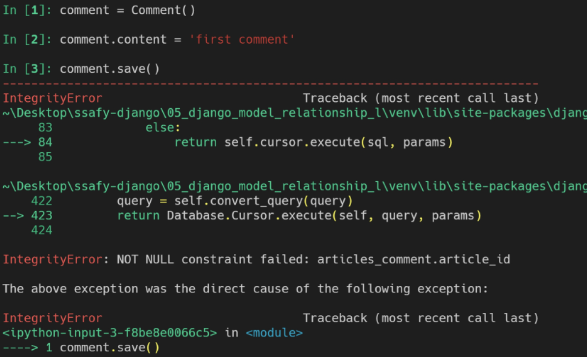 In [1]: comment = Comment()
In [2]: comment.content = 'first comment'
In [3]: comment.save()
---------------------------------------------------------------------------
IntegrityError                            Traceback (most recent call last)
~\Desktop\ssafy-django\05_django_model_relationship_l\venv\lib\site-packages\djang
     83             else:
---> 84                 return self.cursor.execute(sql, params)
     85
~\Desktop\ssafy-django\05_django_model_relationship_l\venv\lib\site-packages\djang
    422         query = self.convert_query(query)
--> 423         return Database.Cursor.execute(self, query, params)
    424
IntegrityError: NOT NULL constraint failed: articles_comment.article_id
The above exception was the direct cause of the following exception:
IntegrityError                            Traceback (most recent call last)
<ipython-input-3-f8be8e0066c5> in <module>
----> 1 comment.save()